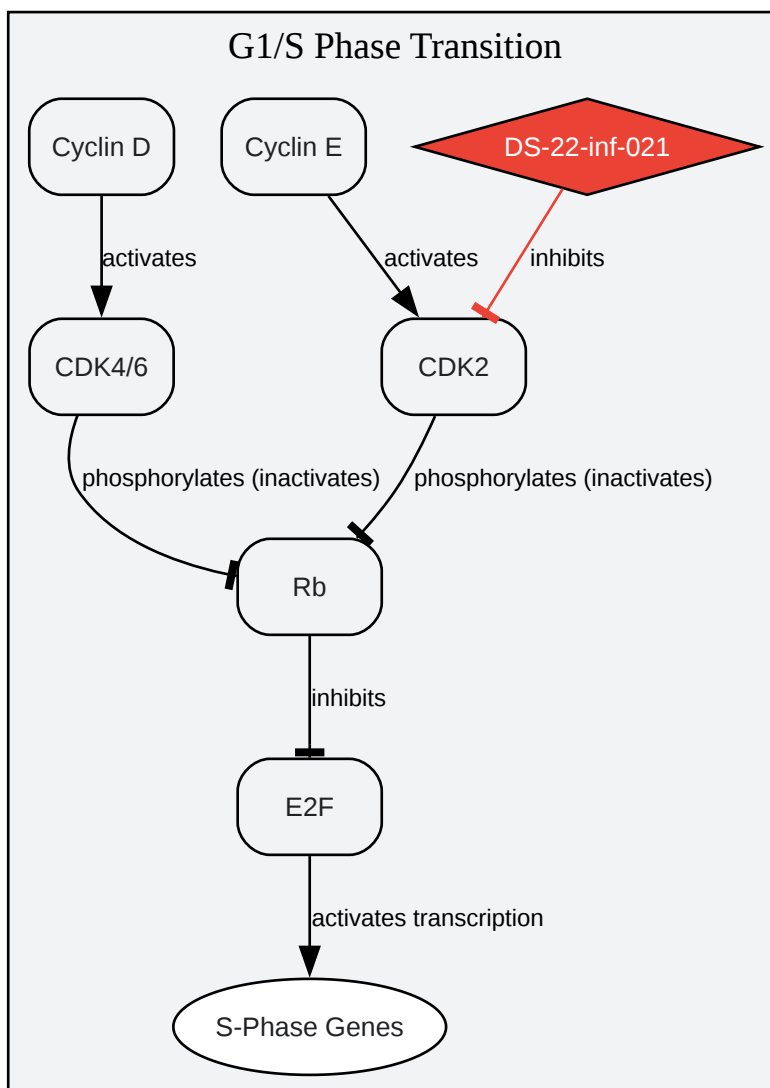 G1/S Phase Transition
Cyclin D
Cyclin E
DS-22-inf-021
activates
activates
inhibits
CDK4/6
CDK2
phosphorylates (inactivates)
phosphorylates (inactivates)
Rb
inhibits
E2F
activates transcription
S-Phase Genes